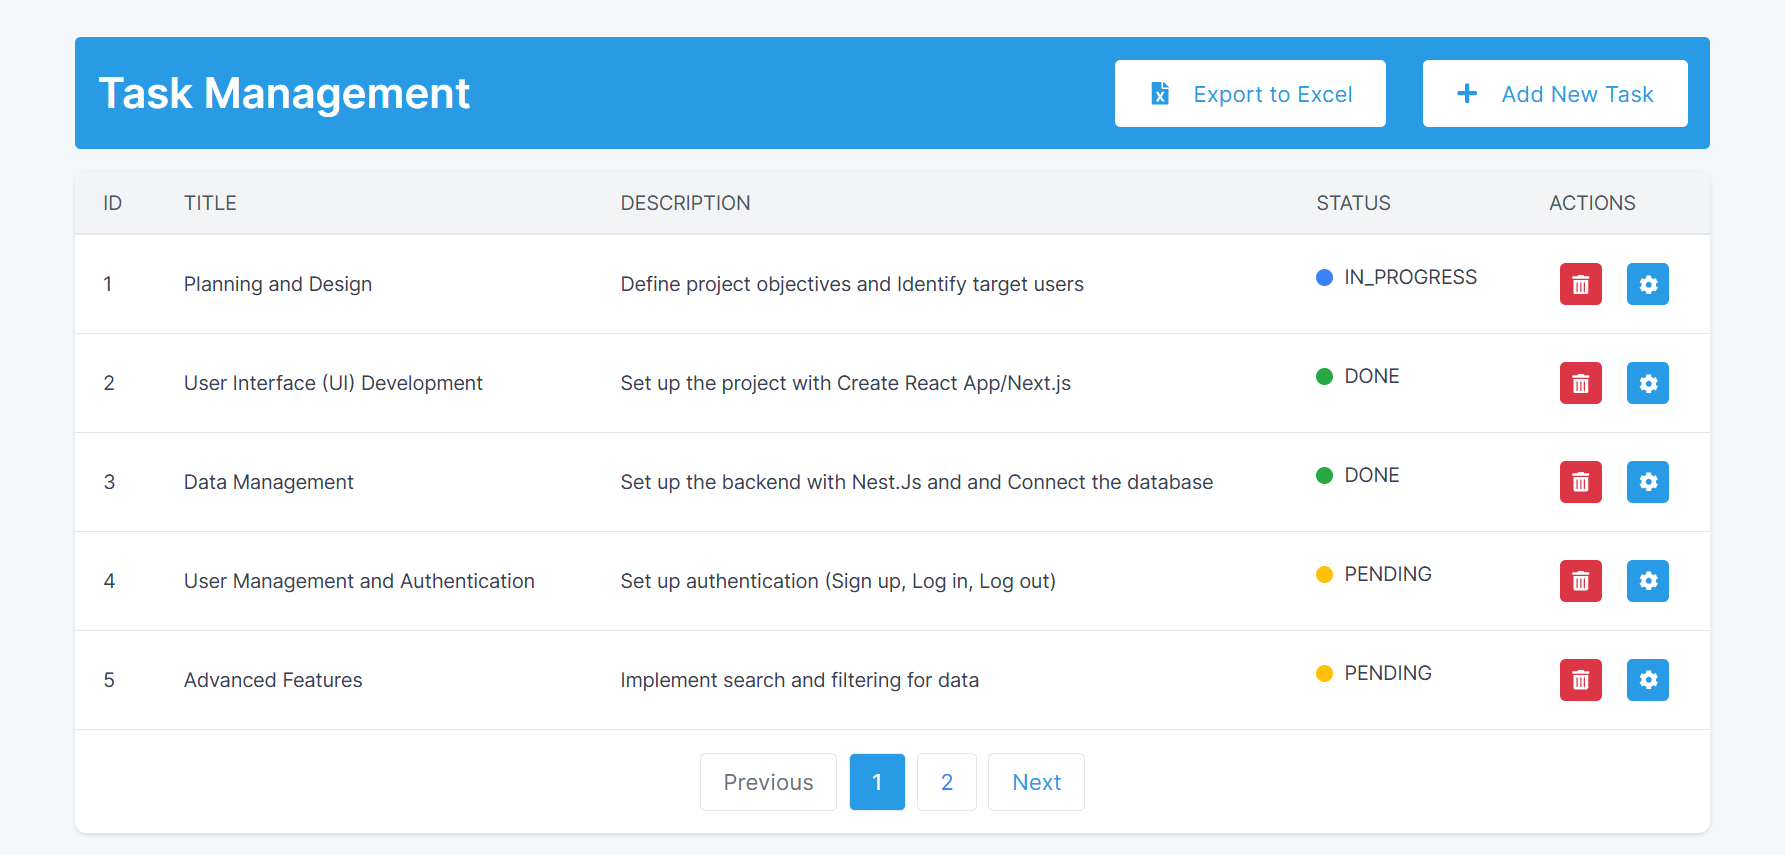 Task Management
Export to Excel
Add New Task
ID TITLE DESCRIPTION STATUS ACTIONS
1 Planning and Design Define project objectives and Identify target users IN_PROGRESS
2 User Interface (UI) Development Set up the project with Create React App/Next.js DONE
3 Data Management Set up the backend with Nest.Js and and Connect the database DONE
4 User Management and Authentication Set up authentication (Sign up, Log in, Log out) PENDING
5 Advanced Features Implement search and filtering for data PENDING
Previous 1 2 Next